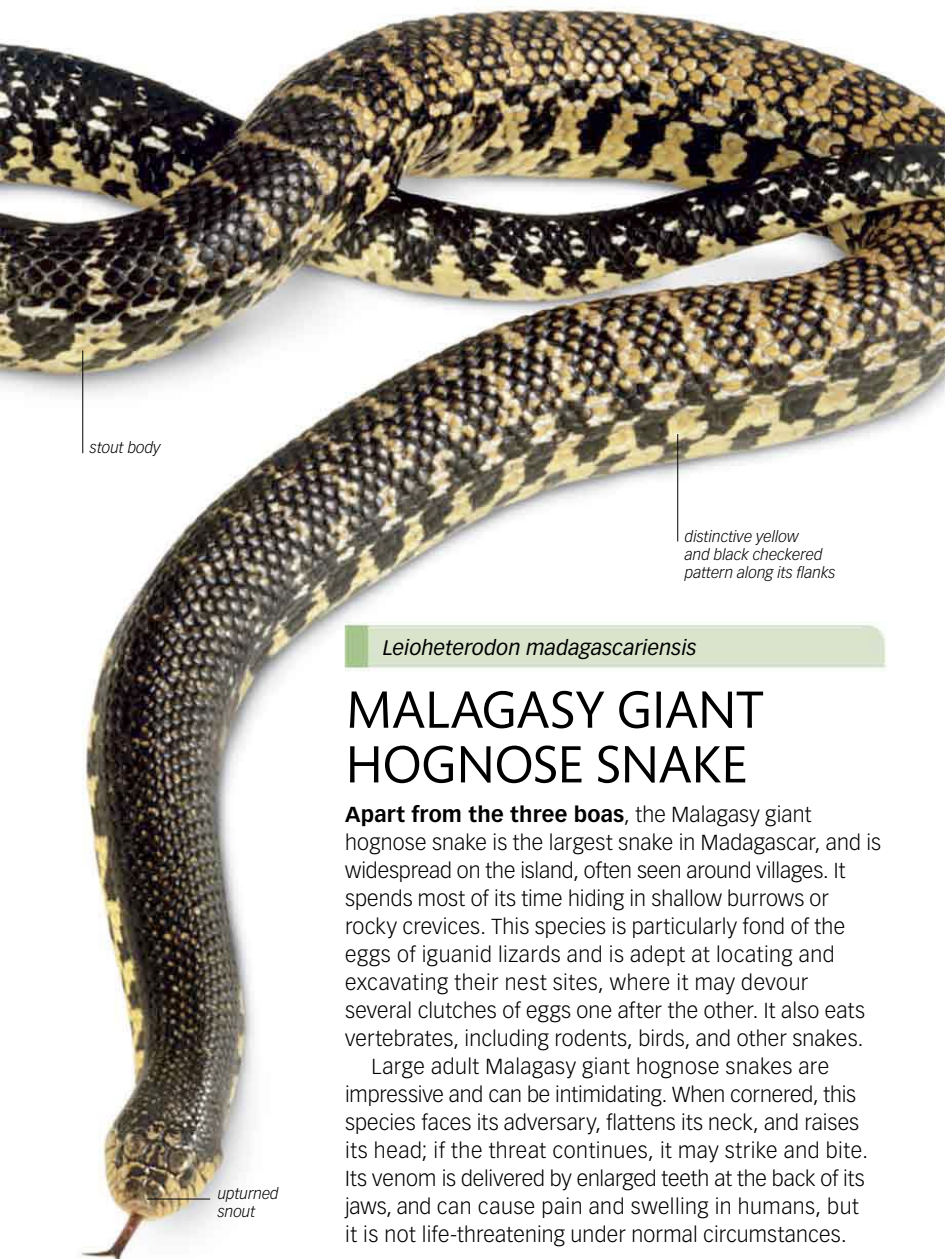 stout body
distinctive yellow
and black checkered
pattern along its flanks
Leioheterodon madagascariensis
MALAGASY GIANT
HOGNOSE SNAKE
Apart from the three boas, the Malagasy giant
hognose snake is the largest snake in Madagascar, and is
widespread on the island, often seen around villages. It
spends most of its time hiding in shallow burrows or
rocky crevices. This species is particularly fond of the
eggs of iguanid lizards and is adept at locating and
excavating their nest sites, where it may devour
several clutches of eggs one after the other. It also eats
vertebrates, including rodents, birds, and other snakes.
Large adult Malagasy giant hognose snakes are
impressive and can be intimidating. When cornered, this
species faces its adversary, flattens its neck, and raises
its head; if the threat continues, it may strike and bite.
Its venom is delivered by enlarged teeth at the back of its
jaws, and can cause pain and swelling in humans, but
it is not life-threatening under normal circumstances.
upturned
snout